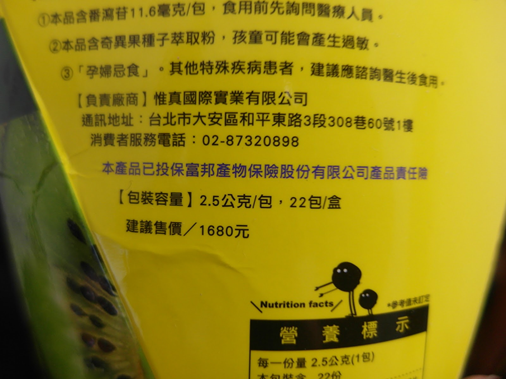 ①本品含番瀉苷11.6毫克/包，食用前先詢問醫療人員。
②本品含奇異果種子萃取粉，孩童可能會產生過敏。
③「孕婦忌食」。其他特殊疾病患者，建議應諮詢醫生後食用。
【負責廠商】惟真國際實業有限公司
通訊地址：台北市大安區和平東路3段308巷60號1樓
消費者服務電話：02-87320898
本產品已投保富邦產物保險股份有限公司產品責任險
【包裝容量】2.5公克/包，22包/盒
建議售價／1680元
Nutrition facts
營養標示
每一份量 2.5公克(1包)
本包裝含 22份